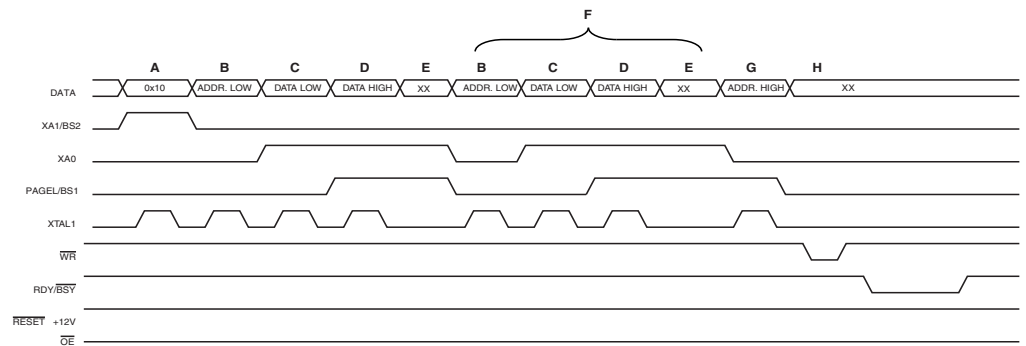 F
A B C D E B C D E G H
DATA 0x10 ADDR. LOW DATA LOW DATA HIGH XX ADDR. LOW DATA LOW DATA HIGH XX ADDR. HIGH XX
XA1/BS2
XA0
PAGEL/BS1
XTAL1
WR
RDY/BSY
RESET +12V
OE